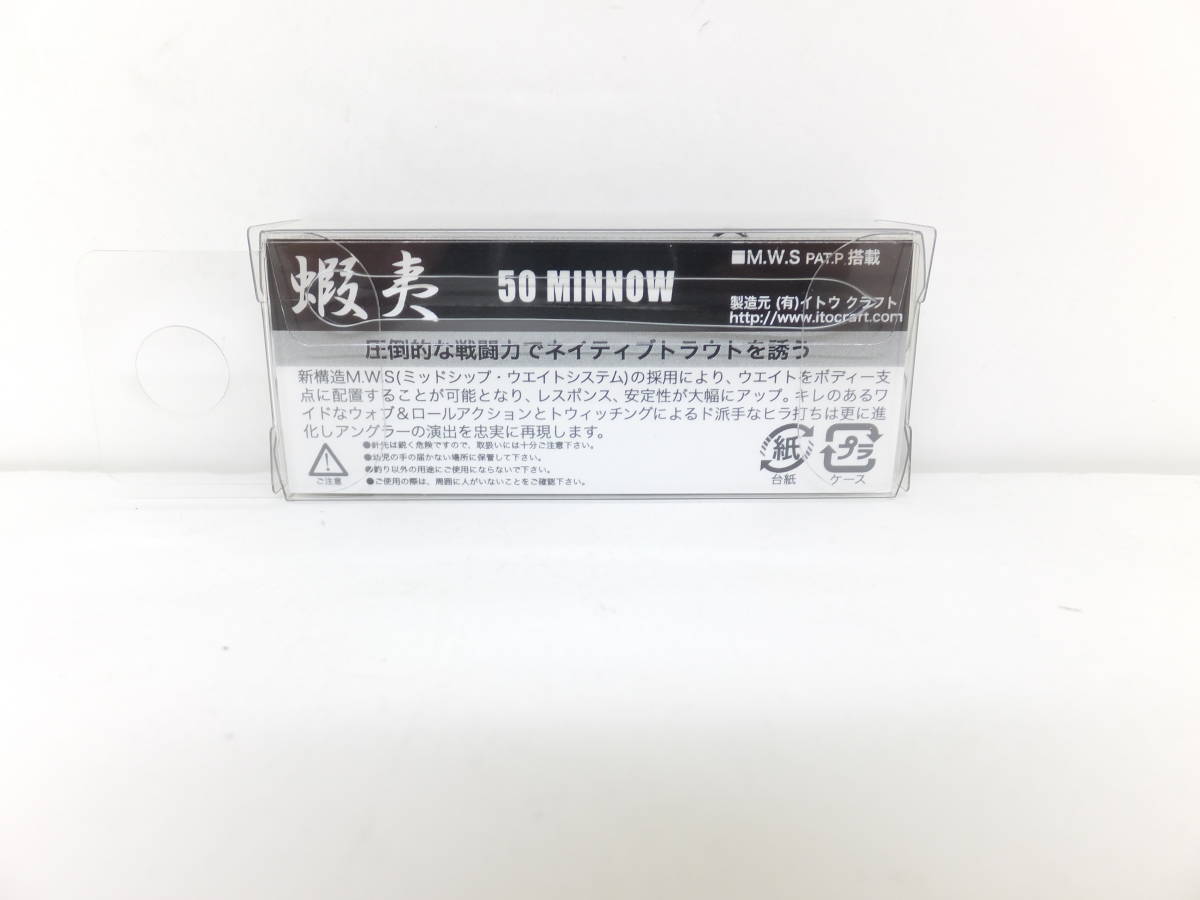 蝦夷 50 MINNOW
■M.W.S PAT.P.搭載
製造元 (有)イトウ クラフト
http://www.itocrart.com
圧倒的な戦闘力でネイティブトラウトを誘う
新構造M.W.S(ミッドシップ・ウエイトシステム)の採用により、ウエイトをボディー支
点に配置することが可能となり、レスポンス、安定性が大幅にアップ。キレのあるワ
イドなウォブ&ロールアクションとトウィッチングによるド派手なヒラ打ちは更に進
化しアングラーの演出を忠実に再現します。
●針先は鋭く危険ですので、取扱いには十分ご注意下さい。
●幼児の手の届かない場所に保管して下さい。
●釣り以外の用途にご使用にならないで下さい。
●ご使用の際は、周囲に人がいないことをご確認下さい。
ご注意
紙
台紙
プラ
ケース